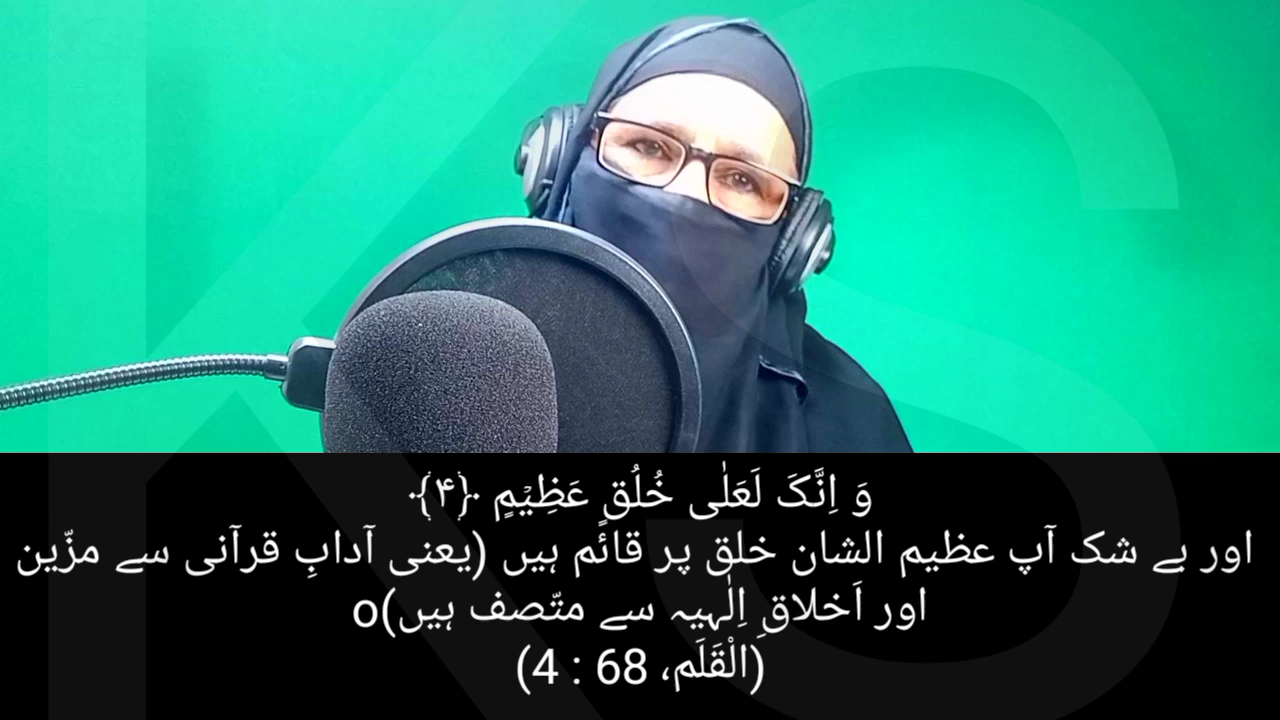 وَ اِنَّکَ لَعَلٰی خُلُقٍ عَظِیۡمٍ ﴿۴﴾
اور بے شک آپ عظیم الشان خلق پر قائم ہیں (یعنی آدابِ قرآنی سے مزّین
اور اَخلاقِ اِلٰہیہ سے متّصف ہیں)o
(الْقَلَم، 68 : 4)